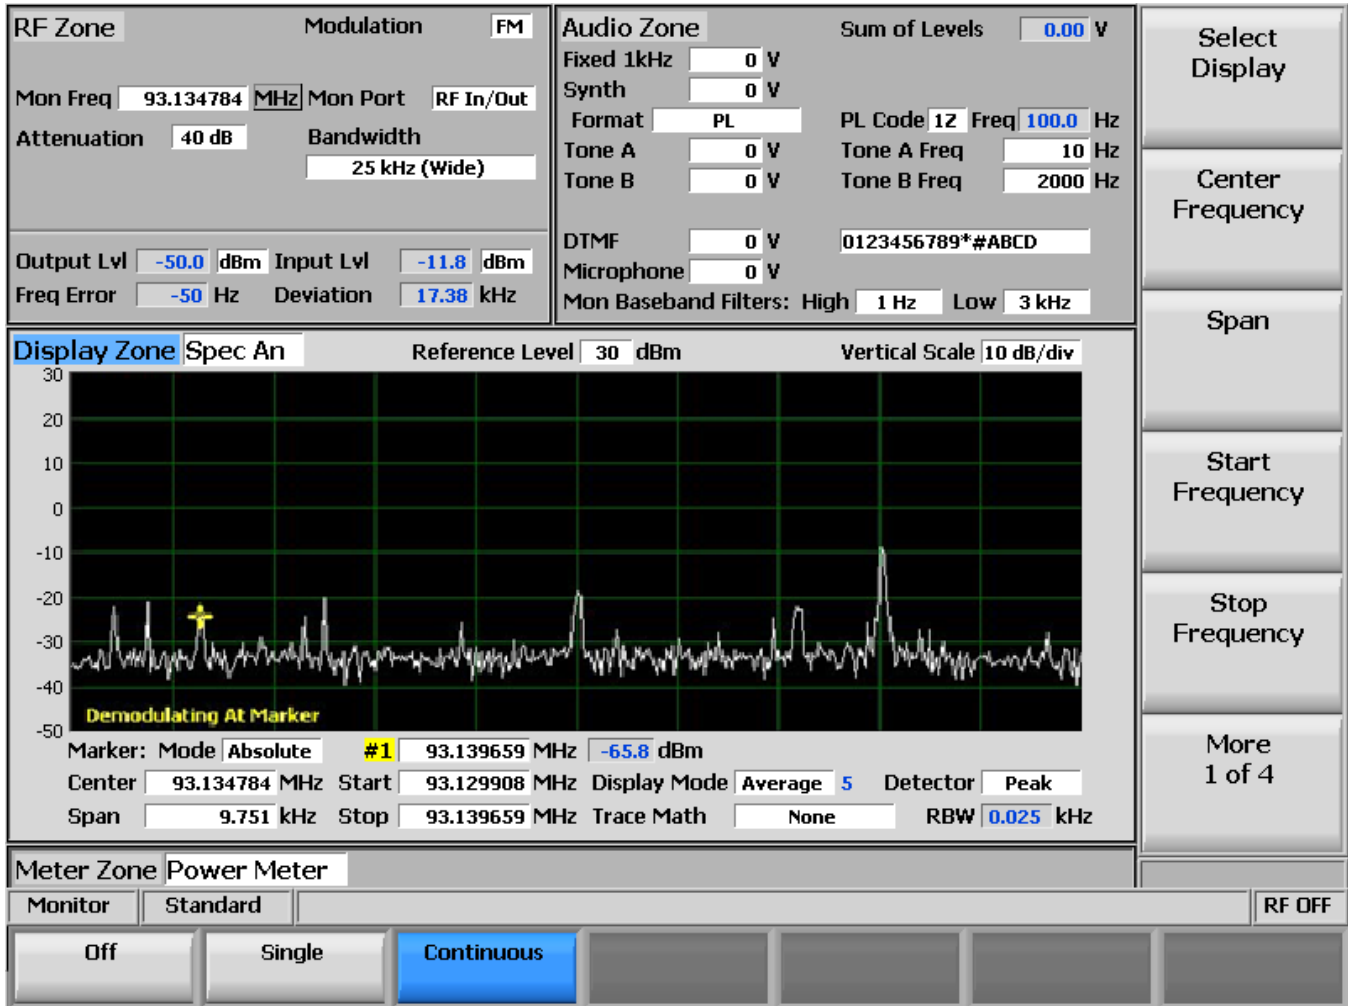 RF Zone Modulation FM
Mon Freq 93.134784 MHz Mon Port RF In/Out
Attenuation 40 dB Bandwidth
25 kHz (Wide)
Output Lvl -50.0 dBm Input Lvl -11.8 dBm
Freq Error -50 Hz Deviation 17.38 kHz
Audio Zone Sum of Levels 0.00 V
Fixed 1kHz 0 V
Synth 0 V
Format PL PL Code 1Z Freq 100.0 Hz
Tone A 0 V Tone A Freq 10 Hz
Tone B 0 V Tone B Freq 2000 Hz
DTMF 0 V 0123456789*#ABCD
Microphone 0 V
Mon Baseband Filters: High 1 Hz Low 3 kHz
Display Zone Spec An Reference Level 30 dBm Vertical Scale 10 dB/div
30
20
10
0
-10
-20
-30
-40
-50
Demodulating At Marker
Marker: Mode Absolute #1 93.139659 MHz -65.8 dBm
Center 93.134784 MHz Start 93.129908 MHz Display Mode Average 5 Detector Peak
Span 9.751 kHz Stop 93.139659 MHz Trace Math None RBW 0.025 kHz
Meter Zone Power Meter
Monitor Standard RF OFF
Off Single Continuous
Select
Display
Center
Frequency
Span
Start
Frequency
Stop
Frequency
More
1 of 4